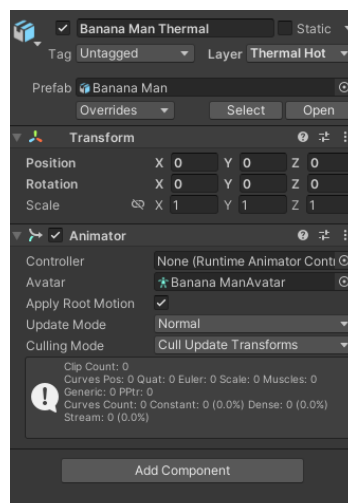 Banana Man Thermal Static
Tag Untagged Layer Thermal Hot
Prefab Banana Man
Overrides Select Open
Transform
Position X 0 Y 0 Z 0
Rotation X 0 Y 0 Z 0
Scale X 1 Y 1 Z 1
Animator
Controller None (Runtime Animator Contr
Avatar Banana ManAvatar
Apply Root Motion
Update Mode Normal
Culling Mode Cull Update Transforms
Clip Count: 0
Curves Pos: 0 Quat: 0 Euler: 0 Scale: 0 Muscles: 0
Generic: 0 PPtr: 0
Curves Count: 0 Constant: 0 (0.0%) Dense: 0 (0.0%)
Stream: 0 (0.0%)
Add Component